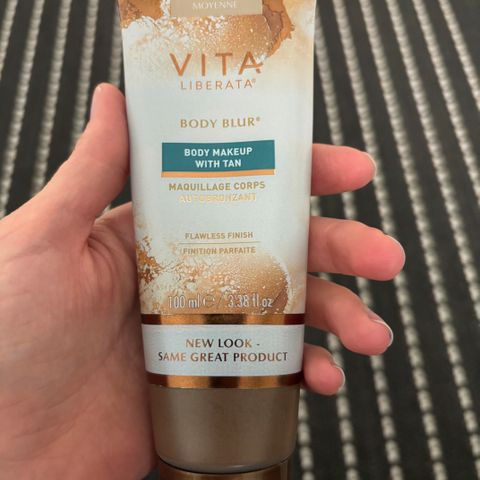 MOYENNE
VITA
LIBERATA®
BODY BLUR®
BODY MAKEUP
WITH TAN
MAQUILLAGE CORPS
AUTOBRONZANT
FLAWLESS FINISH
FINITION PARFAITE
100 ml ℮ / 3.38 fl.oz
NEW LOOK -
SAME GREAT PRODUCT